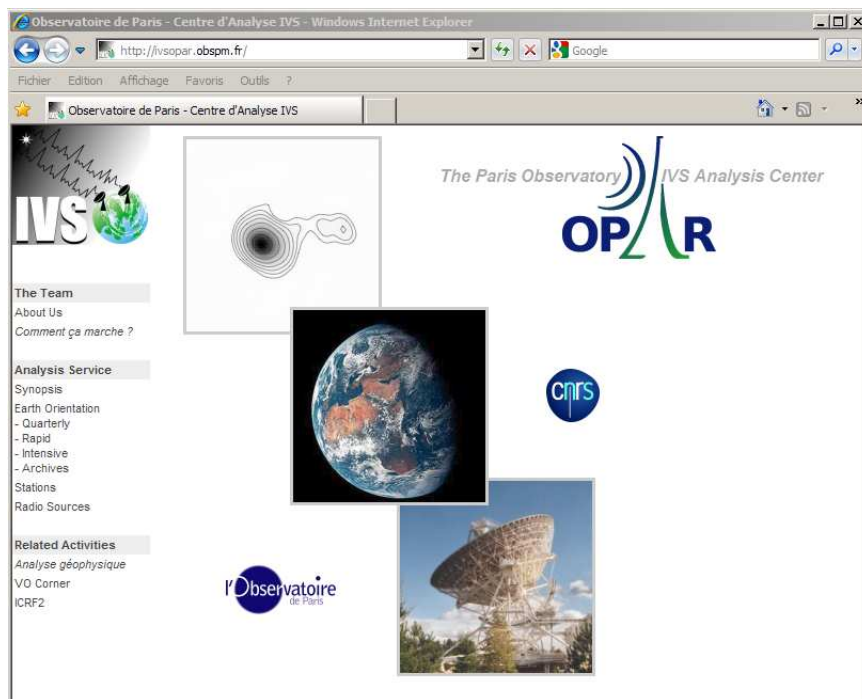 Observatoire de Paris - Centre d'Analyse IVS - Windows Internet Explorer
http://ivsopar.obspm.fr/
Google
Fichier Edition Affichage Favoris Outils ?
Observatoire de Paris - Centre d'Analyse IVS
IVS
The Paris Observatory IVS Analysis Center
OPAR
The Team
About Us
Comment ça marche ?
Analysis Service
Synopsis
Earth Orientation
- Quarterly
- Rapid
- Intensive
- Archives
Stations
Radio Sources
Related Activities
Analyse géophysique
VO Corner
ICRF2
cnrs
l'Observatoire
de Paris